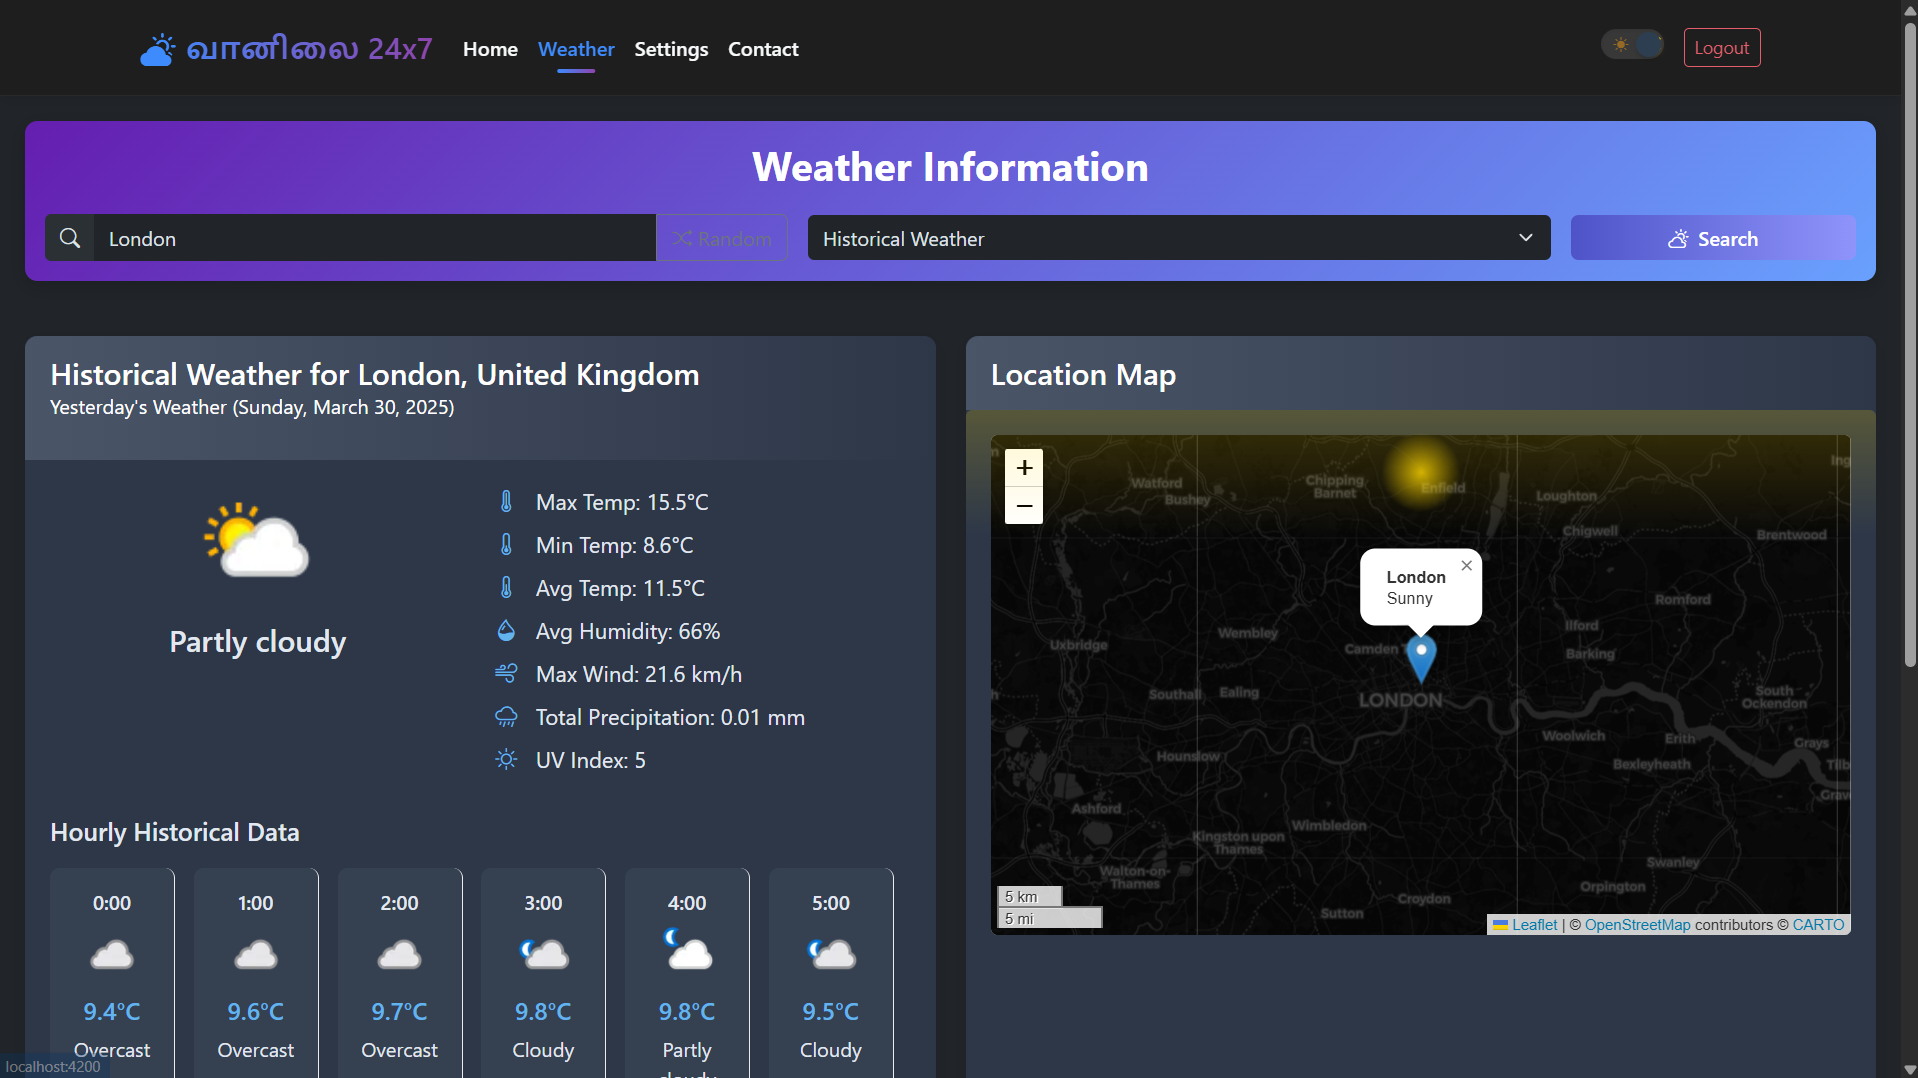 வானிலை 24x7
Home Weather Settings Contact
Logout
Weather Information
London
Random
Historical Weather
Search
Historical Weather for London, United Kingdom
Yesterday's Weather (Sunday, March 30, 2025)
Partly cloudy
Max Temp: 15.5°C
Min Temp: 8.6°C
Avg Temp: 11.5°C
Avg Humidity: 66%
Max Wind: 21.6 km/h
Total Precipitation: 0.01 mm
UV Index: 5
Hourly Historical Data
0:00 1:00 2:00 3:00 4:00 5:00
9.4°C 9.6°C 9.7°C 9.8°C 9.8°C 9.5°C
Overcast Overcast Overcast Cloudy Partly Cloudy
cloudy
localhost:4200
Location Map
+
−
Watford
Bushey
Chipping
Barnet
Enfield
Loughton
Chigwell
Brentwood
London
Sunny
Romford
Ilford
Barking
Wembley
Uxbridge
Camden
LONDON
Southall
Ealing
South
Ockendon
Woolwich
Erith
Grays
Hounslow
Bexleyheath
Ashford
Wimbledon
Kingston upon
Thames
Walton-on-
Thames
Swanley
Orpington
Croydon
Sutton
5 km
5 mi
Leaflet | © OpenStreetMap contributors © CARTO